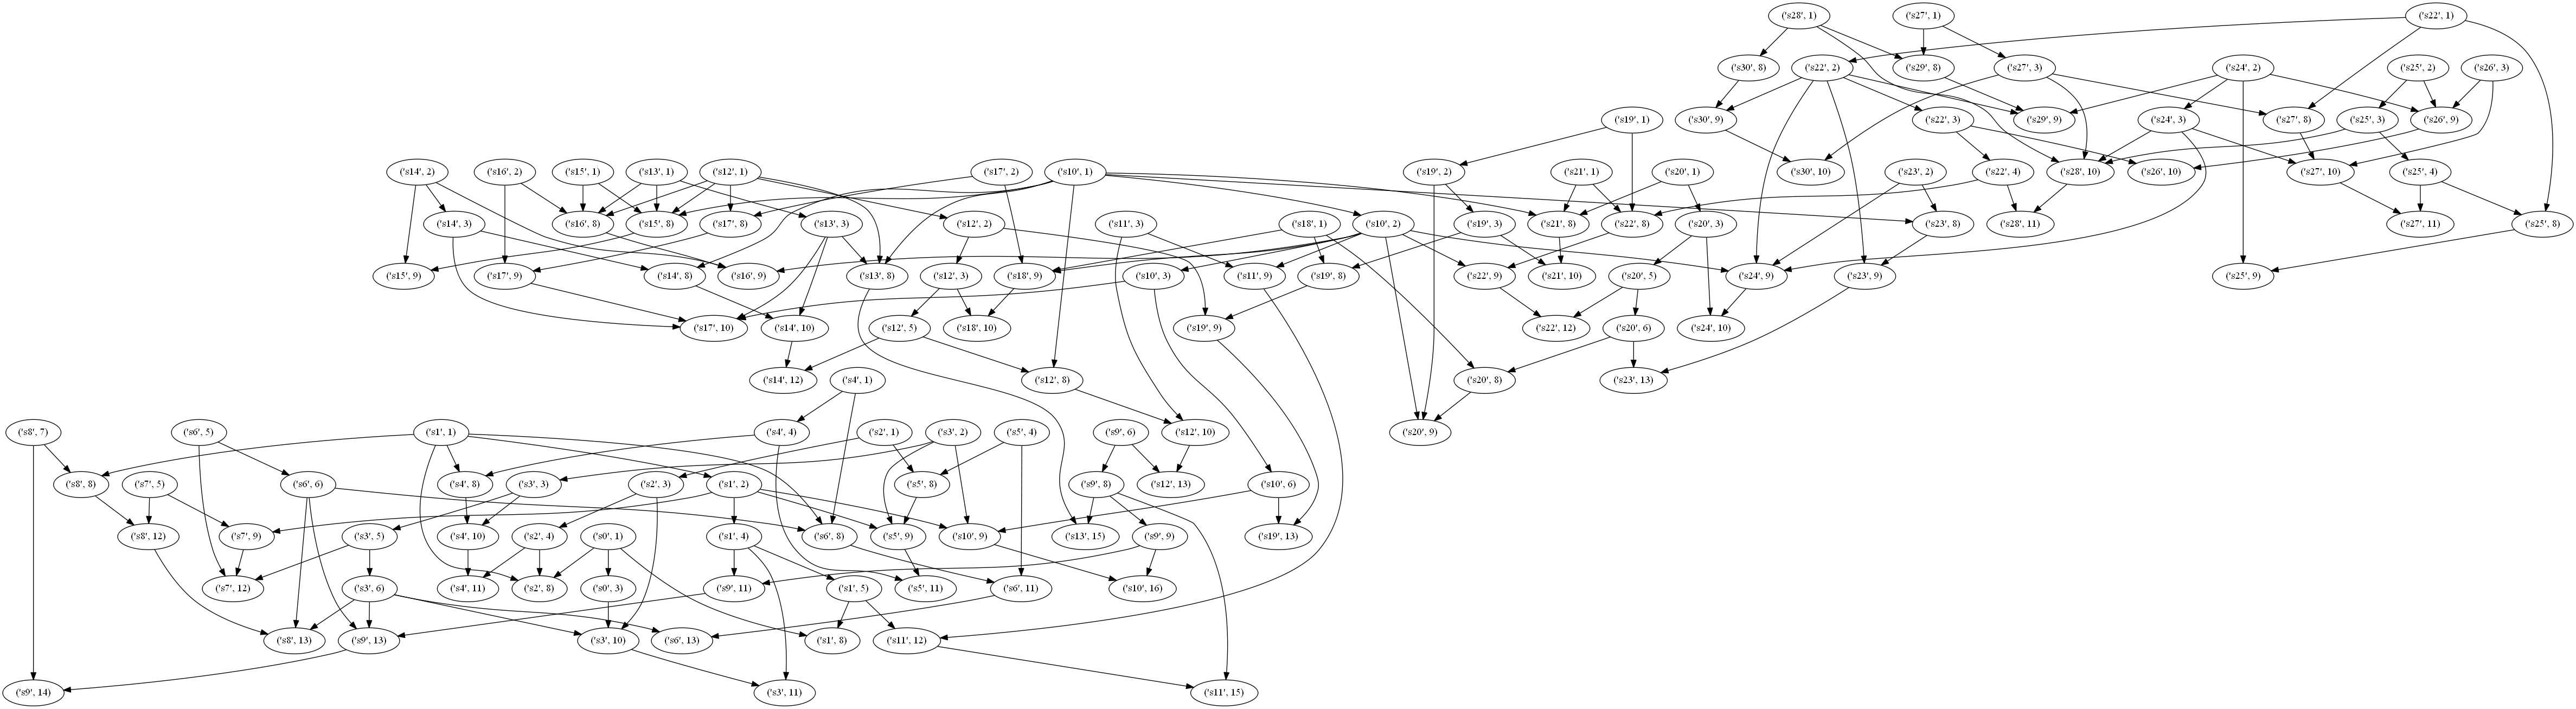 ('s28', 1) ('s27', 1) ('s22', 1)
('s30', 8) ('s22', 2) ('s29', 8) ('s27', 3) ('s24', 2) ('s25', 2) ('s26', 3)
('s19', 1) ('s30', 9) ('s22', 3) ('s29', 9) ('s24', 3) ('s27', 8) ('s25', 3) ('s26', 9)
('s14', 2) ('s16', 2) ('s15', 1) ('s13', 1) ('s12', 1) ('s17', 2) ('s10', 1) ('s19', 2) ('s21', 1) ('s20', 1) ('s30', 10) ('s23', 2) ('s22', 4) ('s28', 10) ('s26', 10) ('s27', 10) ('s25', 4)
('s14', 3) ('s16', 8) ('s15', 8) ('s17', 8) ('s13', 3) ('s12', 2) ('s11', 3) ('s18', 1) ('s10', 2) ('s19', 3) ('s21', 8) ('s22', 8) ('s20', 3) ('s23', 8) ('s28', 11) ('s27', 11) ('s25', 8)
('s15', 9) ('s17', 9) ('s14', 8) ('s16', 9) ('s13', 8) ('s12', 3) ('s18', 9) ('s10', 3) ('s11', 9) ('s19', 8) ('s22', 9) ('s21', 10) ('s20', 5) ('s24', 9) ('s23', 9) ('s25', 9)
('s17', 10) ('s14', 10) ('s12', 5) ('s18', 10) ('s19', 9) ('s22', 12) ('s20', 6) ('s24', 10)
('s14', 12) ('s4', 1) ('s12', 8) ('s20', 8) ('s23', 13)
('s8', 7) ('s6', 5) ('s1', 1) ('s4', 4) ('s2', 1) ('s3', 2) ('s5', 4) ('s9', 6) ('s12', 10) ('s20', 9)
('s8', 8) ('s7', 5) ('s6', 6) ('s4', 8) ('s3', 3) ('s2', 3) ('s1', 2) ('s5', 8) ('s9', 8) ('s12', 13) ('s10', 6)
('s8', 12) ('s7', 9) ('s3', 5) ('s4', 10) ('s2', 4) ('s0', 1) ('s1', 4) ('s6', 8) ('s5', 9) ('s10', 9) ('s13', 15) ('s9', 9) ('s19', 13)
('s7', 12) ('s3', 6) ('s4', 11) ('s2', 8) ('s0', 3) ('s9', 11) ('s1', 5) ('s5', 11) ('s6', 11) ('s10', 16)
('s8', 13) ('s9', 13) ('s3', 10) ('s6', 13) ('s1', 8) ('s11', 12)
('s9', 14) ('s3', 11) ('s11', 15)